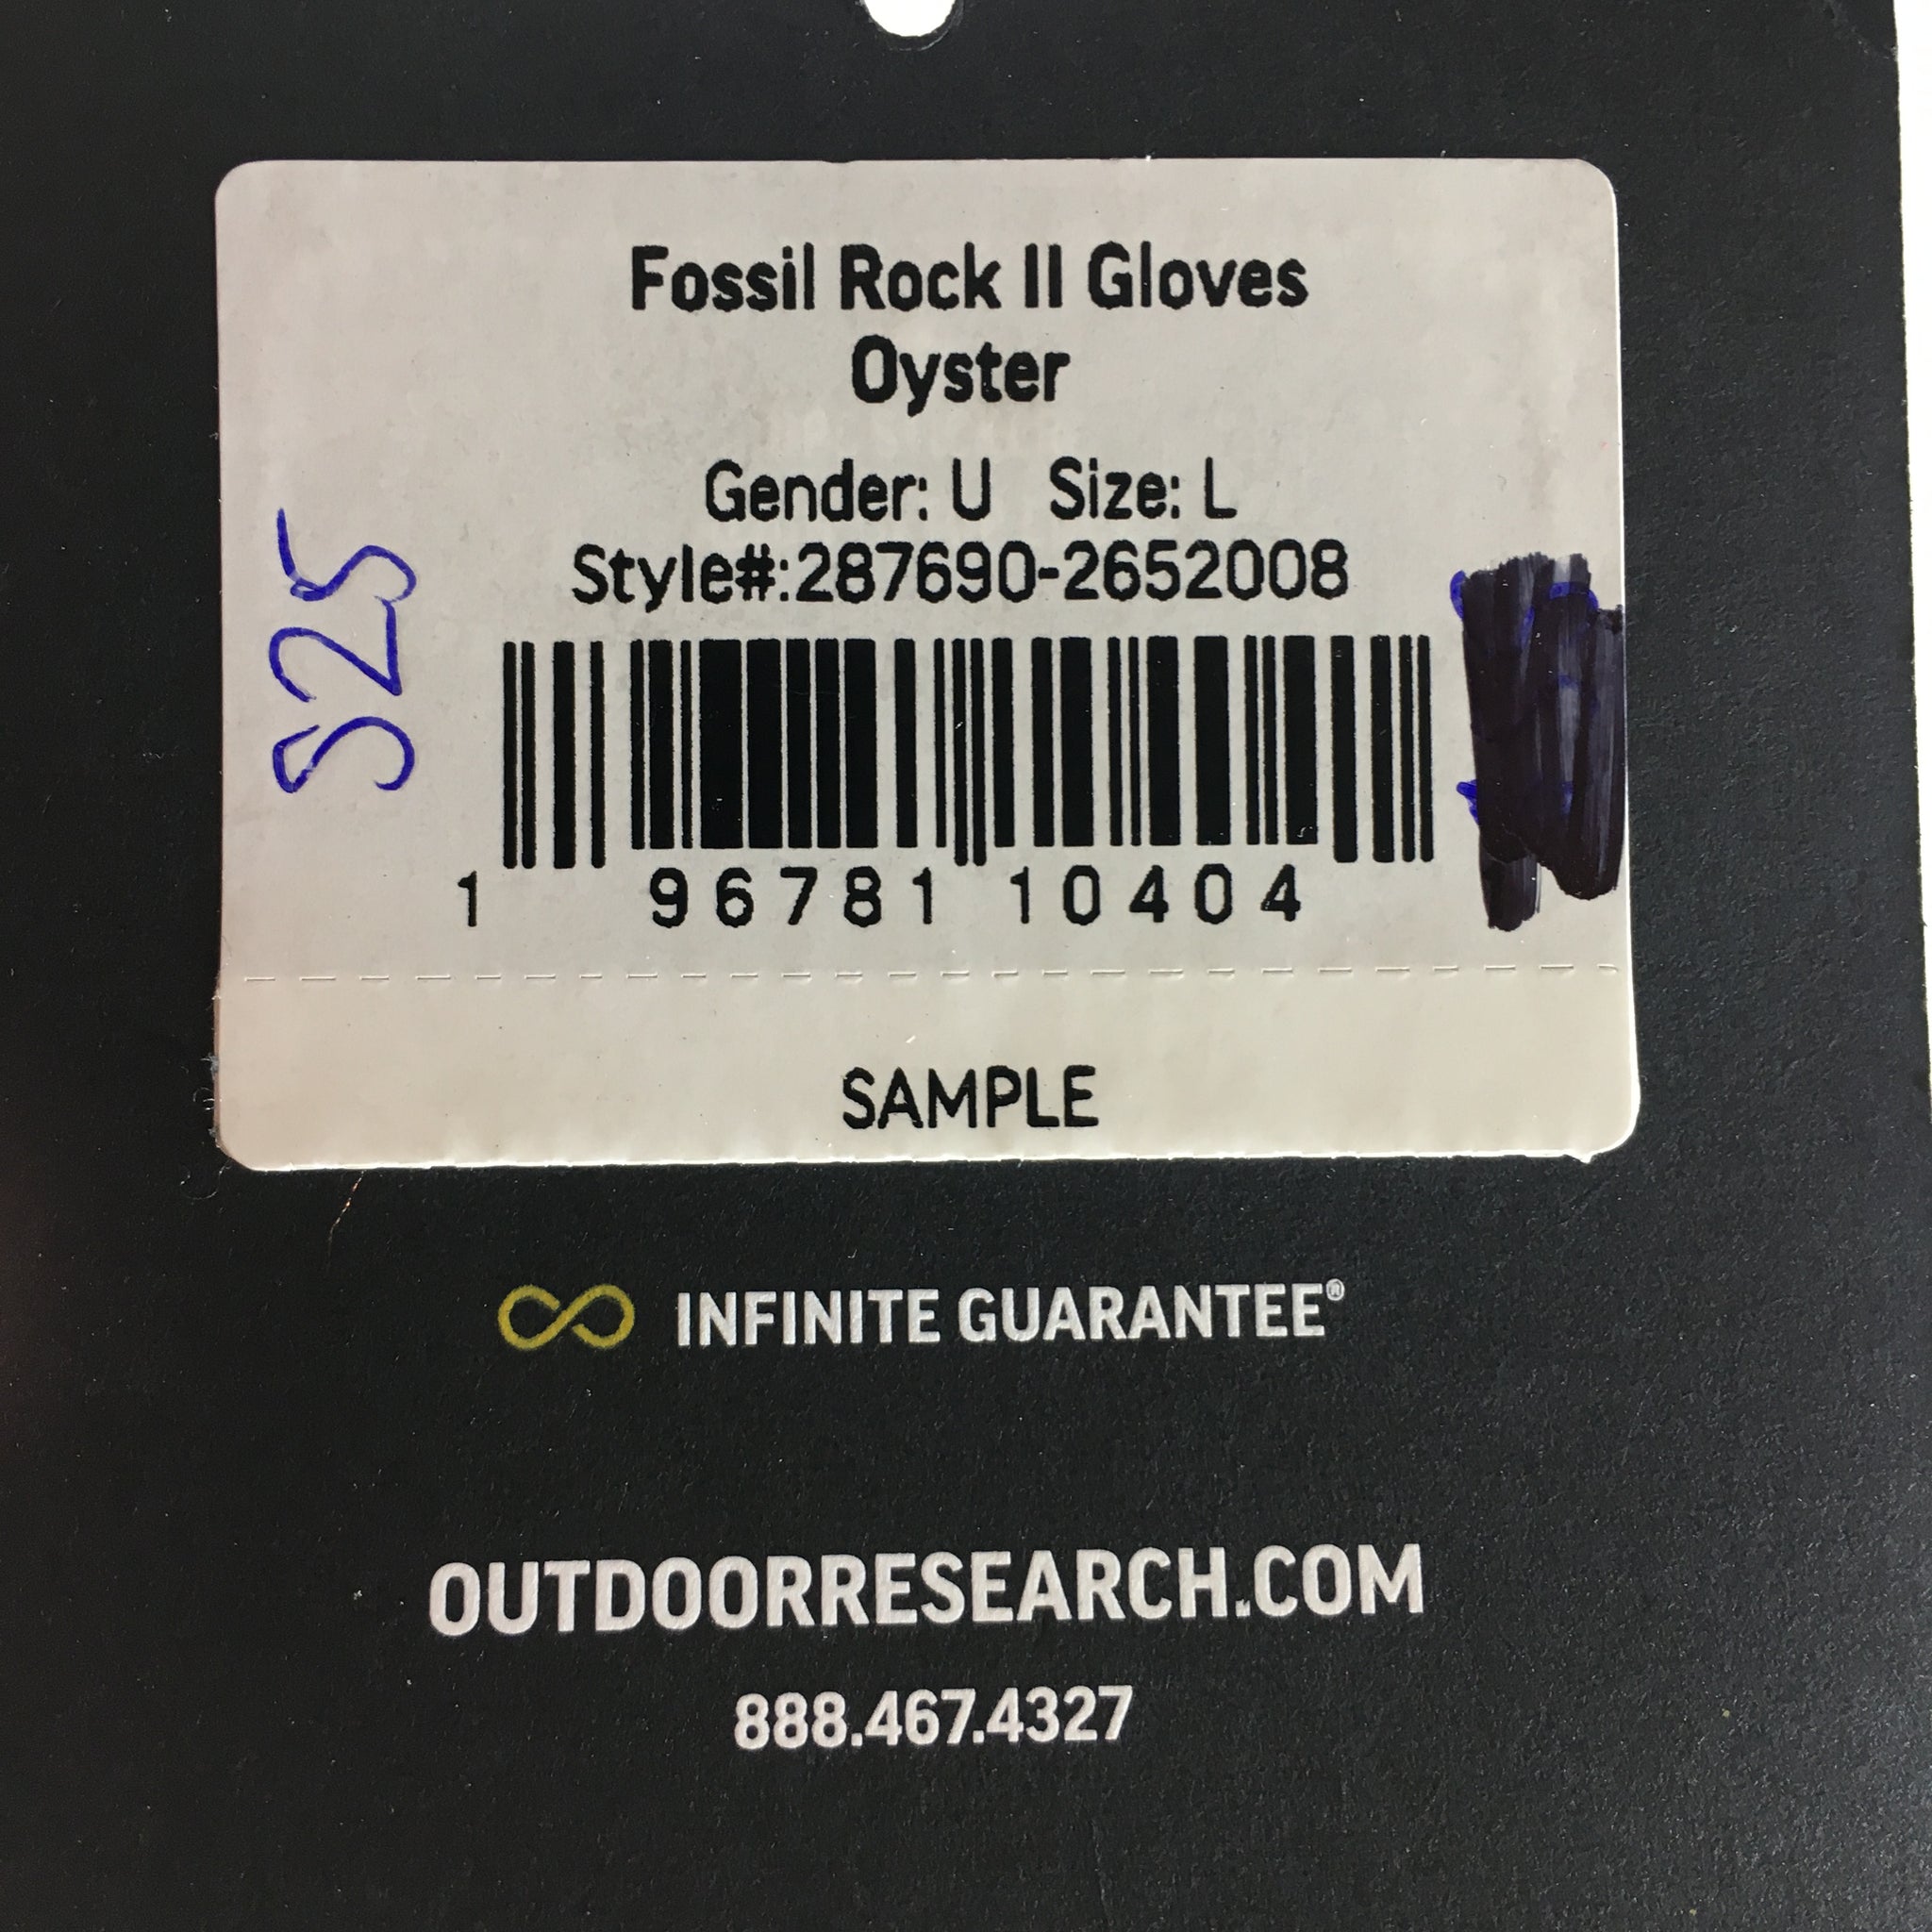 Fossil Rock II Gloves
Oyster
Gender: U Size: L
Style#:287690-2652008
S25
1 96781 10404
SAMPLE
INFINITE GUARANTEE®
OUTDOORRESEARCH.COM
888.467.4327